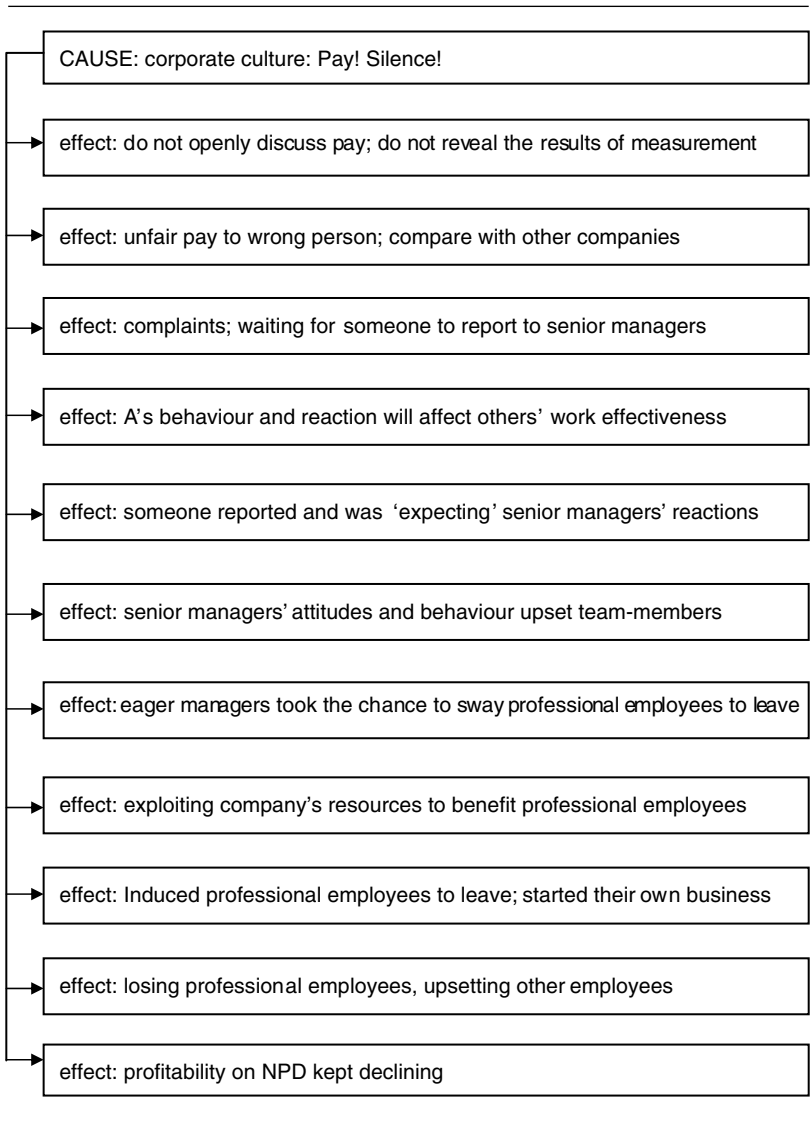 CAUSE: corporate culture: Pay! Silence!
effect: do not openly discuss pay; do not reveal the results of measurement
effect: unfair pay to wrong person; compare with other companies
effect: complaints; waiting for someone to report to senior managers
effect: A's behaviour and reaction will affect others' work effectiveness
effect: someone reported and was 'expecting' senior managers' reactions
effect: senior managers' attitudes and behaviour upset team-members
effect: eager managers took the chance to sway professional employees to leave
effect: exploiting company's resources to benefit professional employees
effect: Induced professional employees to leave; started their own business
effect: losing professional employees, upsetting other employees
effect: profitability on NPD kept declining